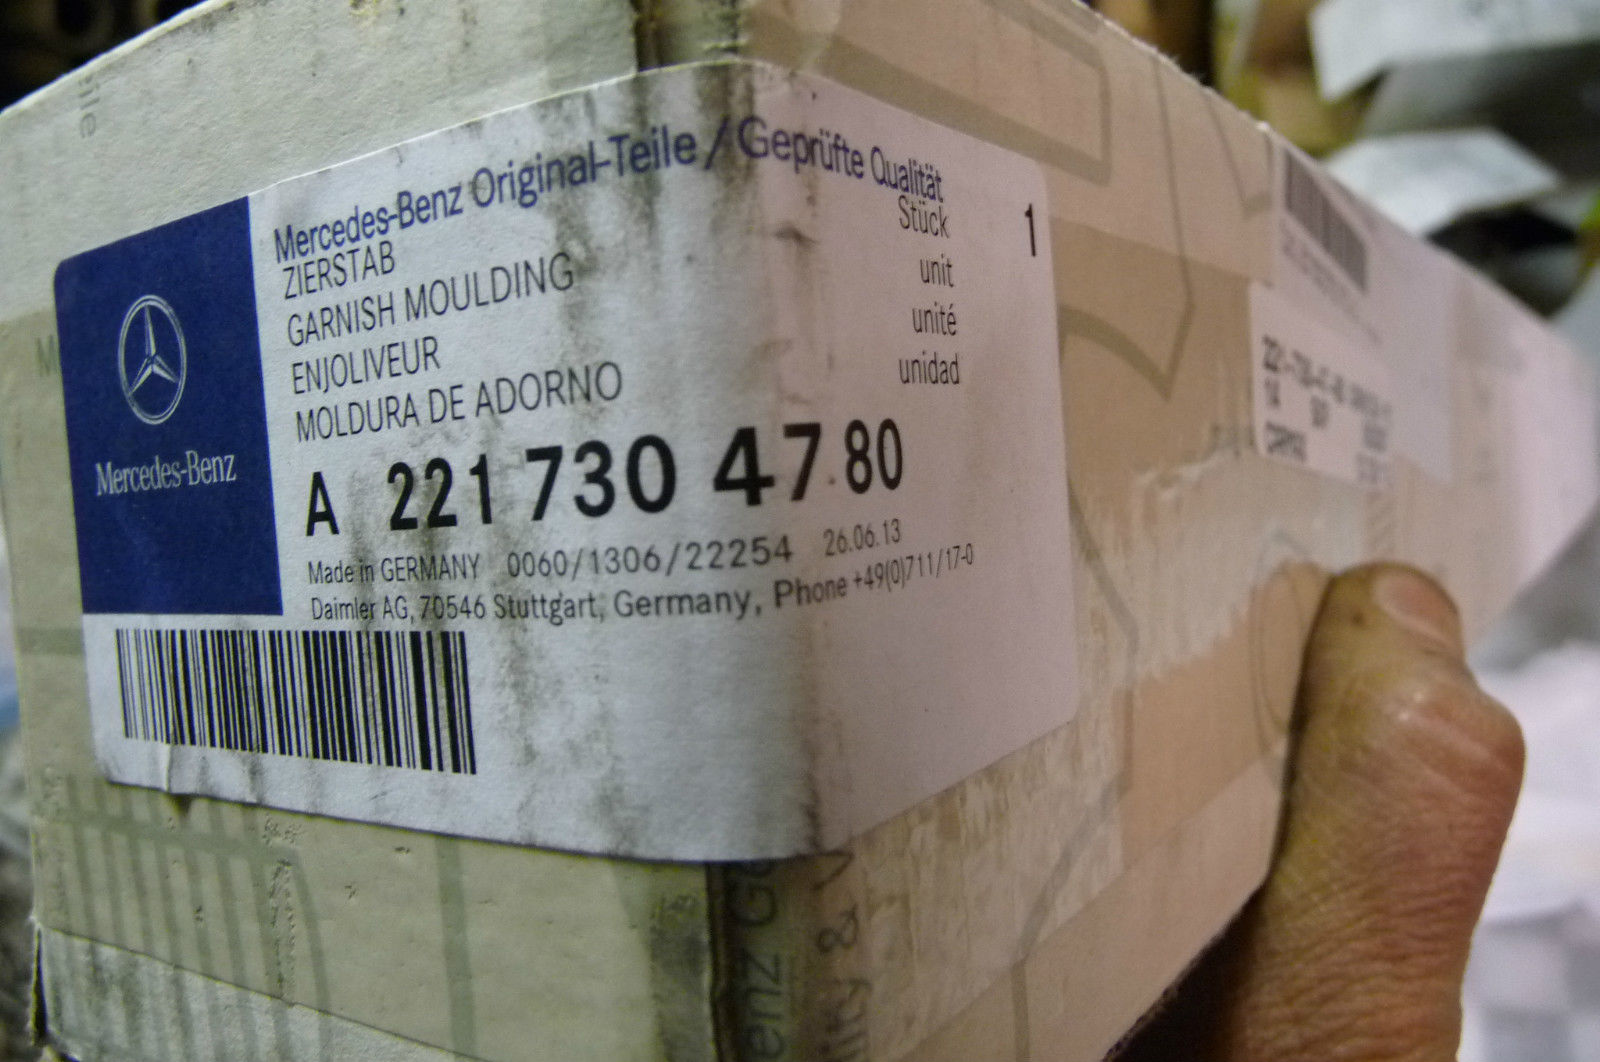 Mercedes-Benz Original-Teile / Geprüfte Qualität
ZIERSTAB
GARNISH MOULDING
ENJOLIVEUR
MOLDURA DE ADORNO
Stück 1
unit
unité
unidad
Mercedes-Benz
A 221 730 47 80
Made in GERMANY 0060/1306/22254 26.06.13
Daimler AG, 70546 Stuttgart, Germany, Phone +49(0)711/17-0